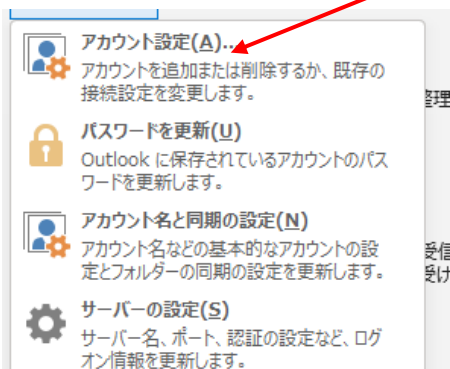 アカウント設定(A)...
アカウントを追加または削除するか、既存の
接続設定を変更します。
パスワードを更新(U)
Outlook に保存されているアカウントのパス
ワードを更新します。
アカウント名と同期の設定(N)
アカウント名などの基本的なアカウントの設
定とフォルダーの同期の設定を更新します。
サーバーの設定(S)
サーバー名、ポート、認証の設定など、ログ
オン情報を更新します。
整理
受信
受け